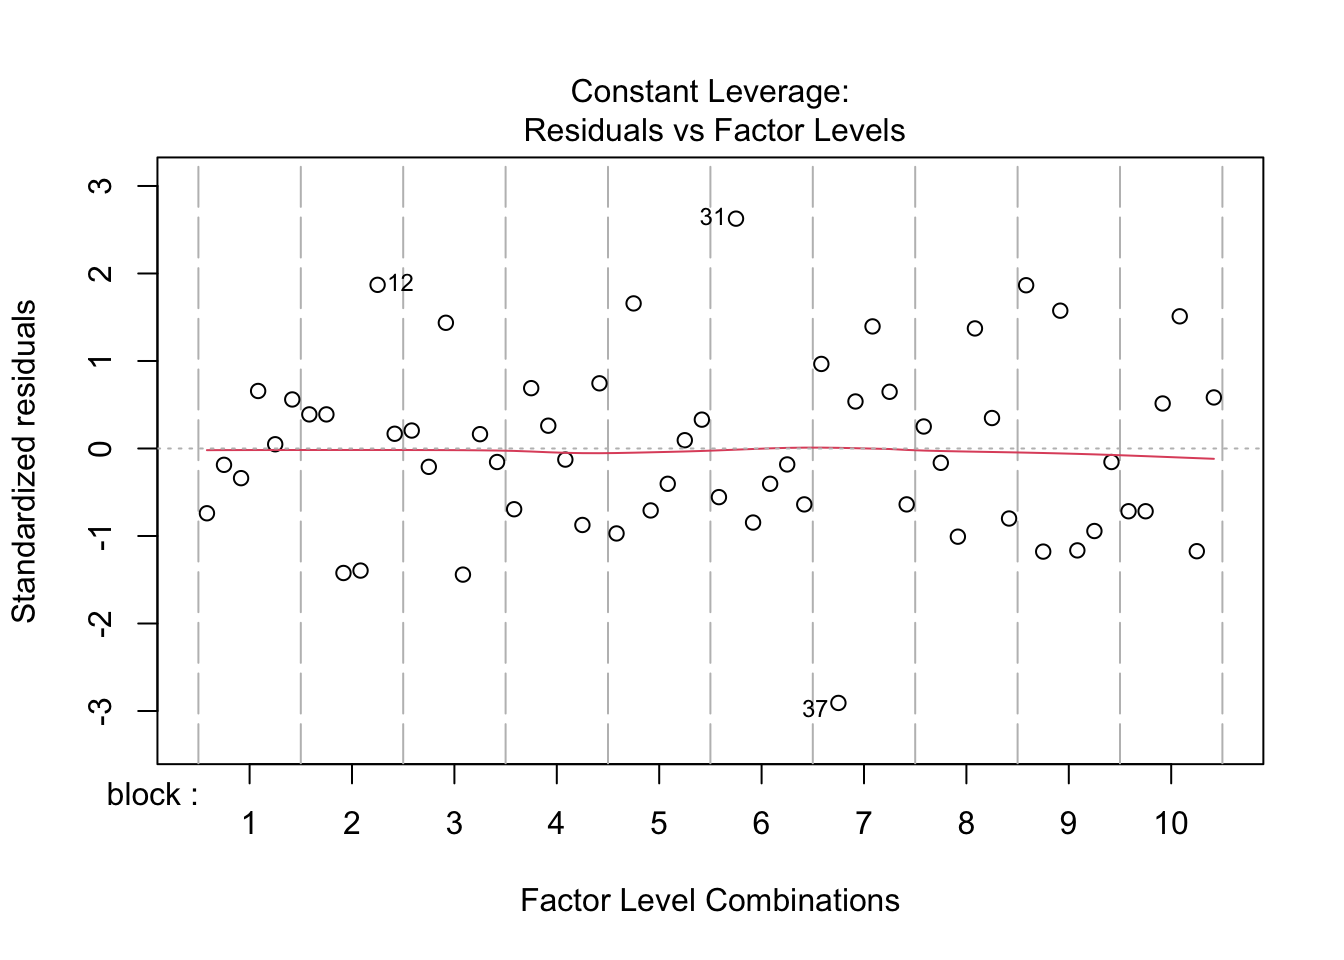 Constant Leverage:
Residuals vs Factor Levels
Standardized residuals
3
2
1
0
-1
-2
-3
31
12
37
block :
1 2 3 4 5 6 7 8 9 10
Factor Level Combinations